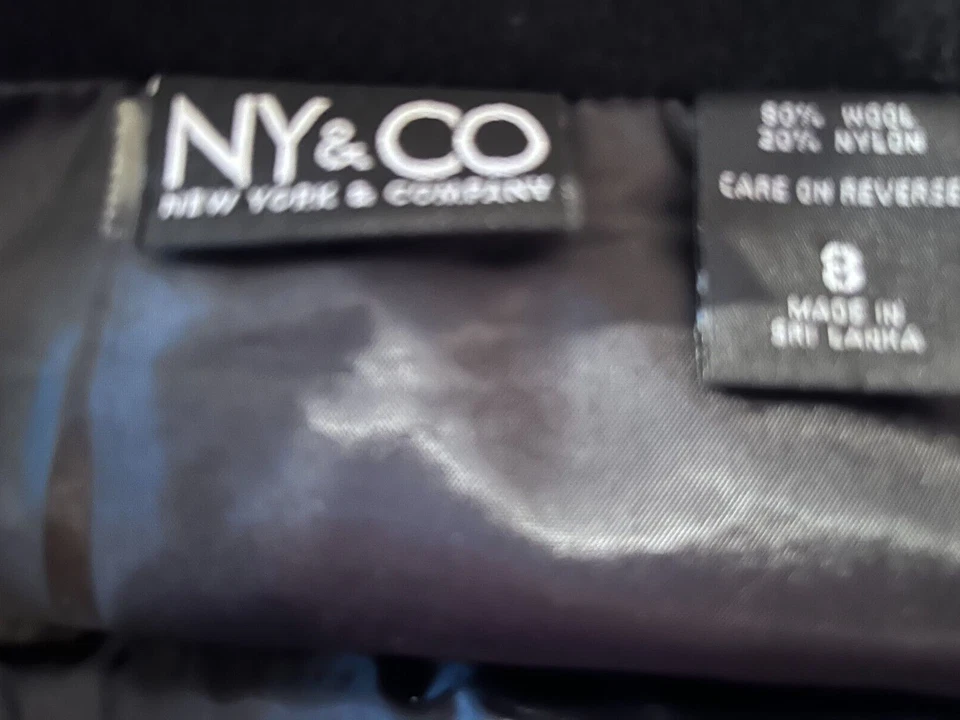 NY&CO
NEW YORK & COMPANY
80% WOOL
20% NYLON
CARE ON REVERSE
8
MADE IN
SRI LANKA